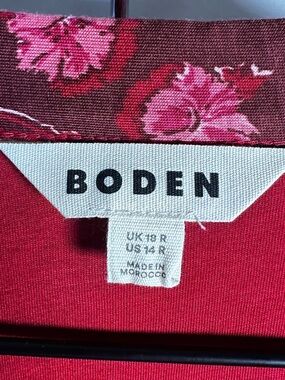 BODEN
UK 18 R
US 14 R
MADE IN
MOROCCO